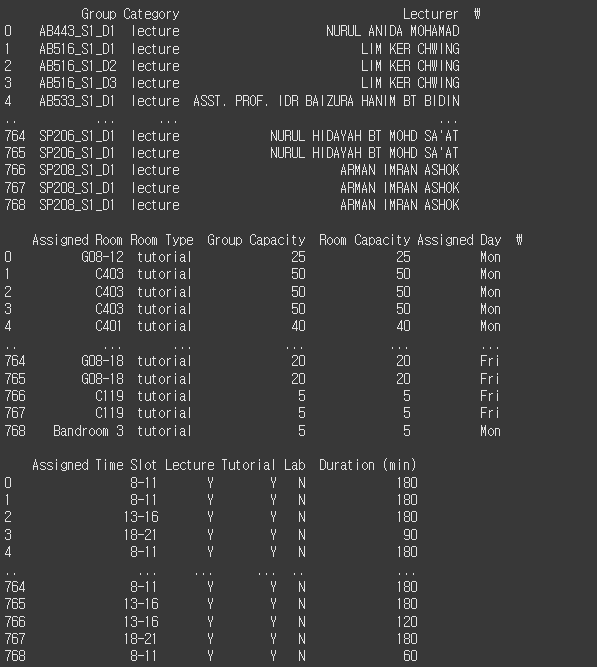 Group Category Lecturer ₩
0 AB443_S1_D1 lecture NURUL ANIDA MOHAMAD
1 AB516_S1_D1 lecture LIM KER CHWING
2 AB516_S1_D2 lecture LIM KER CHWING
3 AB516_S1_D3 lecture LIM KER CHWING
4 AB533_S1_D1 lecture ASST. PROF. IDR BAIZURA HANIM BT BIDIN
.. ... ... ...
764 SP206_S1_D1 lecture NURUL HIDAYAH BT MOHD SA'AT
765 SP206_S1_D1 lecture NURUL HIDAYAH BT MOHD SA'AT
766 SP208_S1_D1 lecture ARMAN IMRAN ASHOK
767 SP208_S1_D1 lecture ARMAN IMRAN ASHOK
768 SP208_S1_D1 lecture ARMAN IMRAN ASHOK
Assigned Room Room Type Group Capacity Room Capacity Assigned Day ₩
0 G08-12 tutorial 25 25 Mon
1 C403 tutorial 50 50 Mon
2 C403 tutorial 50 50 Mon
3 C403 tutorial 50 50 Mon
4 C401 tutorial 40 40 Mon
.. ... ... ... ... ...
764 G08-18 tutorial 20 20 Fri
765 G08-18 tutorial 20 20 Fri
766 C119 tutorial 5 5 Fri
767 C119 tutorial 5 5 Fri
768 Bandroom 3 tutorial 5 5 Mon
Assigned Time Slot Lecture Tutorial Lab Duration (min)
0 8-11 Y Y N 180
1 8-11 Y Y N 180
2 13-16 Y Y N 180
3 18-21 Y Y N 90
4 8-11 Y Y N 180
.. ... ... ... .. ...
764 8-11 Y Y N 180
765 13-16 Y Y N 180
766 13-16 Y Y N 120
767 18-21 Y Y N 180
768 8-11 Y Y N 60